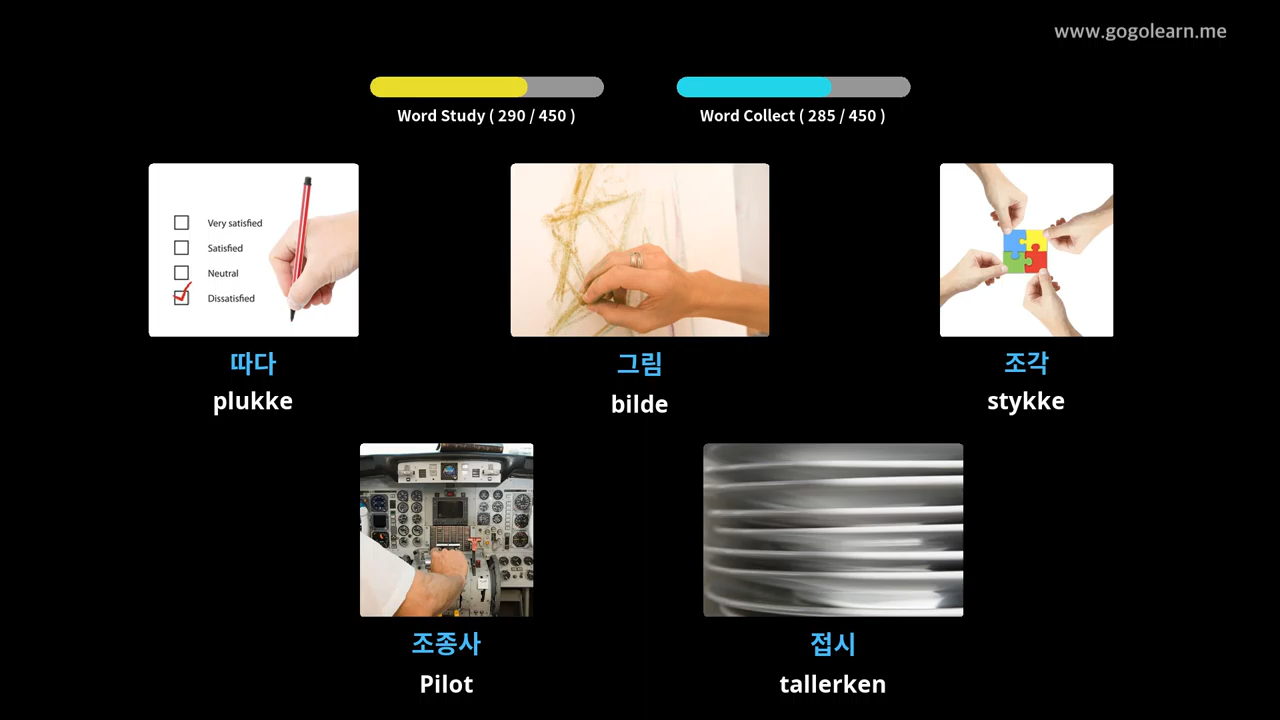 www.gogolearn.me
Word Study ( 290 / 450 )
Word Collect ( 285 / 450 )
Very satisfied
Satisfied
Neutral
Dissatisfied
따다
plukke
그림
bilde
조각
stykke
조종사
Pilot
접시
tallerken